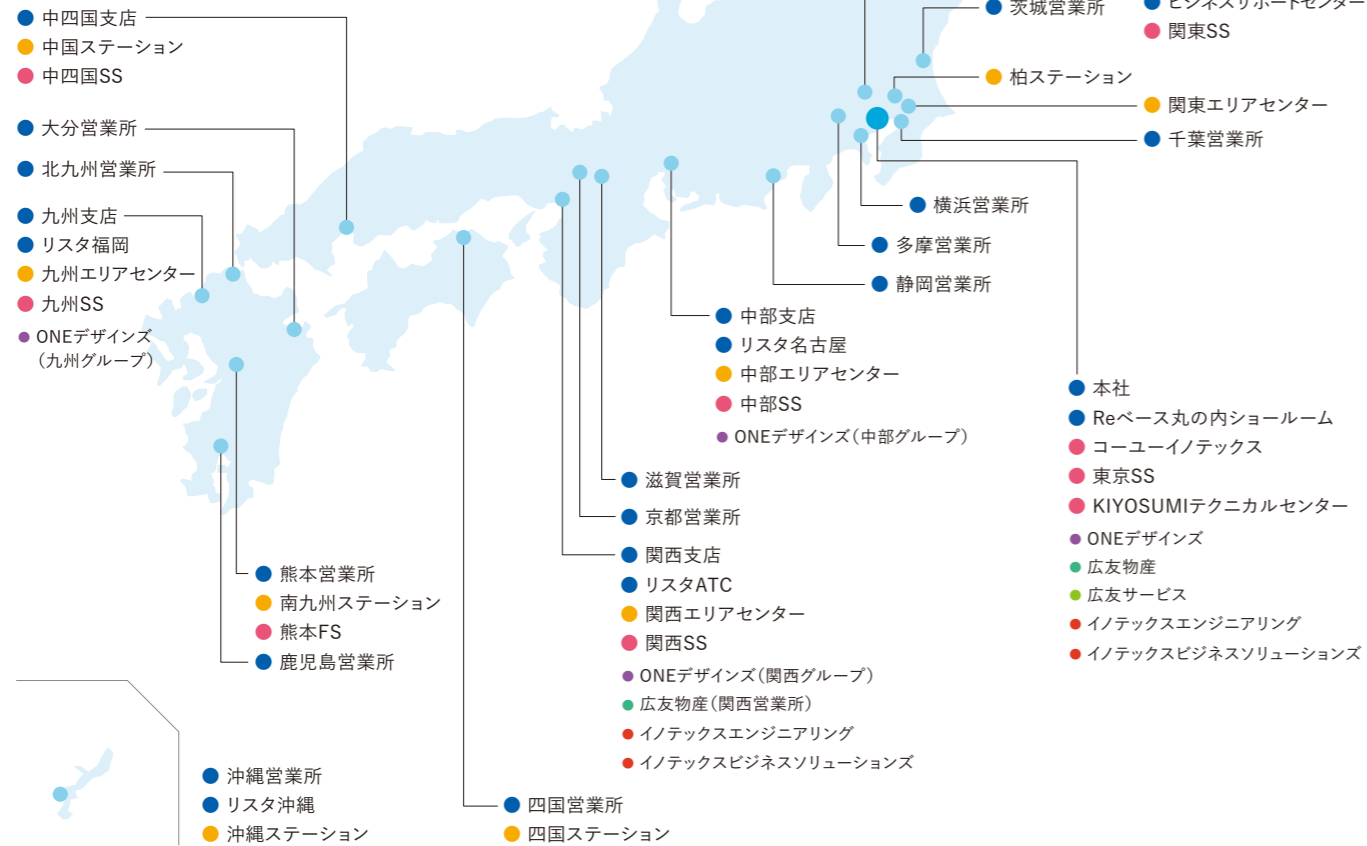 中四国支店
中国ステーション
中四国SS
大分営業所
北九州営業所
九州支店
リスタ福岡
九州エリアセンター
九州SS
ONEデザインズ
（九州グループ）
茨城営業所
ビジネスサポートセンター
関東SS
柏ステーション
関東エリアセンター
千葉営業所
横浜営業所
多摩営業所
静岡営業所
中部支店
リスタ名古屋
中部エリアセンター
中部SS
ONEデザインズ（中部グループ）
本社
Reベース丸の内ショールーム
コーユーイノテックス
東京SS
KIYOSUMIテクニカルセンター
ONEデザインズ
広友物産
広友サービス
イノテックスエンジニアリング
イノテックスビジネスソリューションズ
滋賀営業所
京都営業所
関西支店
リスタATC
関西エリアセンター
関西SS
ONEデザインズ（関西グループ）
広友物産（関西営業所）
イノテックスエンジニアリング
イノテックスビジネスソリューションズ
熊本営業所
南九州ステーション
熊本FS
鹿児島営業所
沖縄営業所
リスタ沖縄
沖縄ステーション
四国営業所
四国ステーション